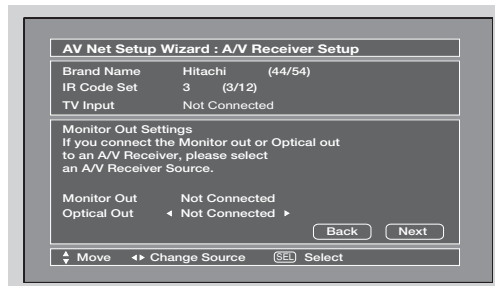 AV Net Setup Wizard : A/V Receiver Setup
Brand Name Hitachi (44/54)
IR Code Set 3 (3/12)
TV Input Not Connected
Monitor Out Settings
If you connect the Monitor out or Optical out
to an A/V Receiver, please select
an A/V Receiver Source.
Monitor Out Not Connected
Optical Out Not Connected
Back Next
Move Change Source SEL Select